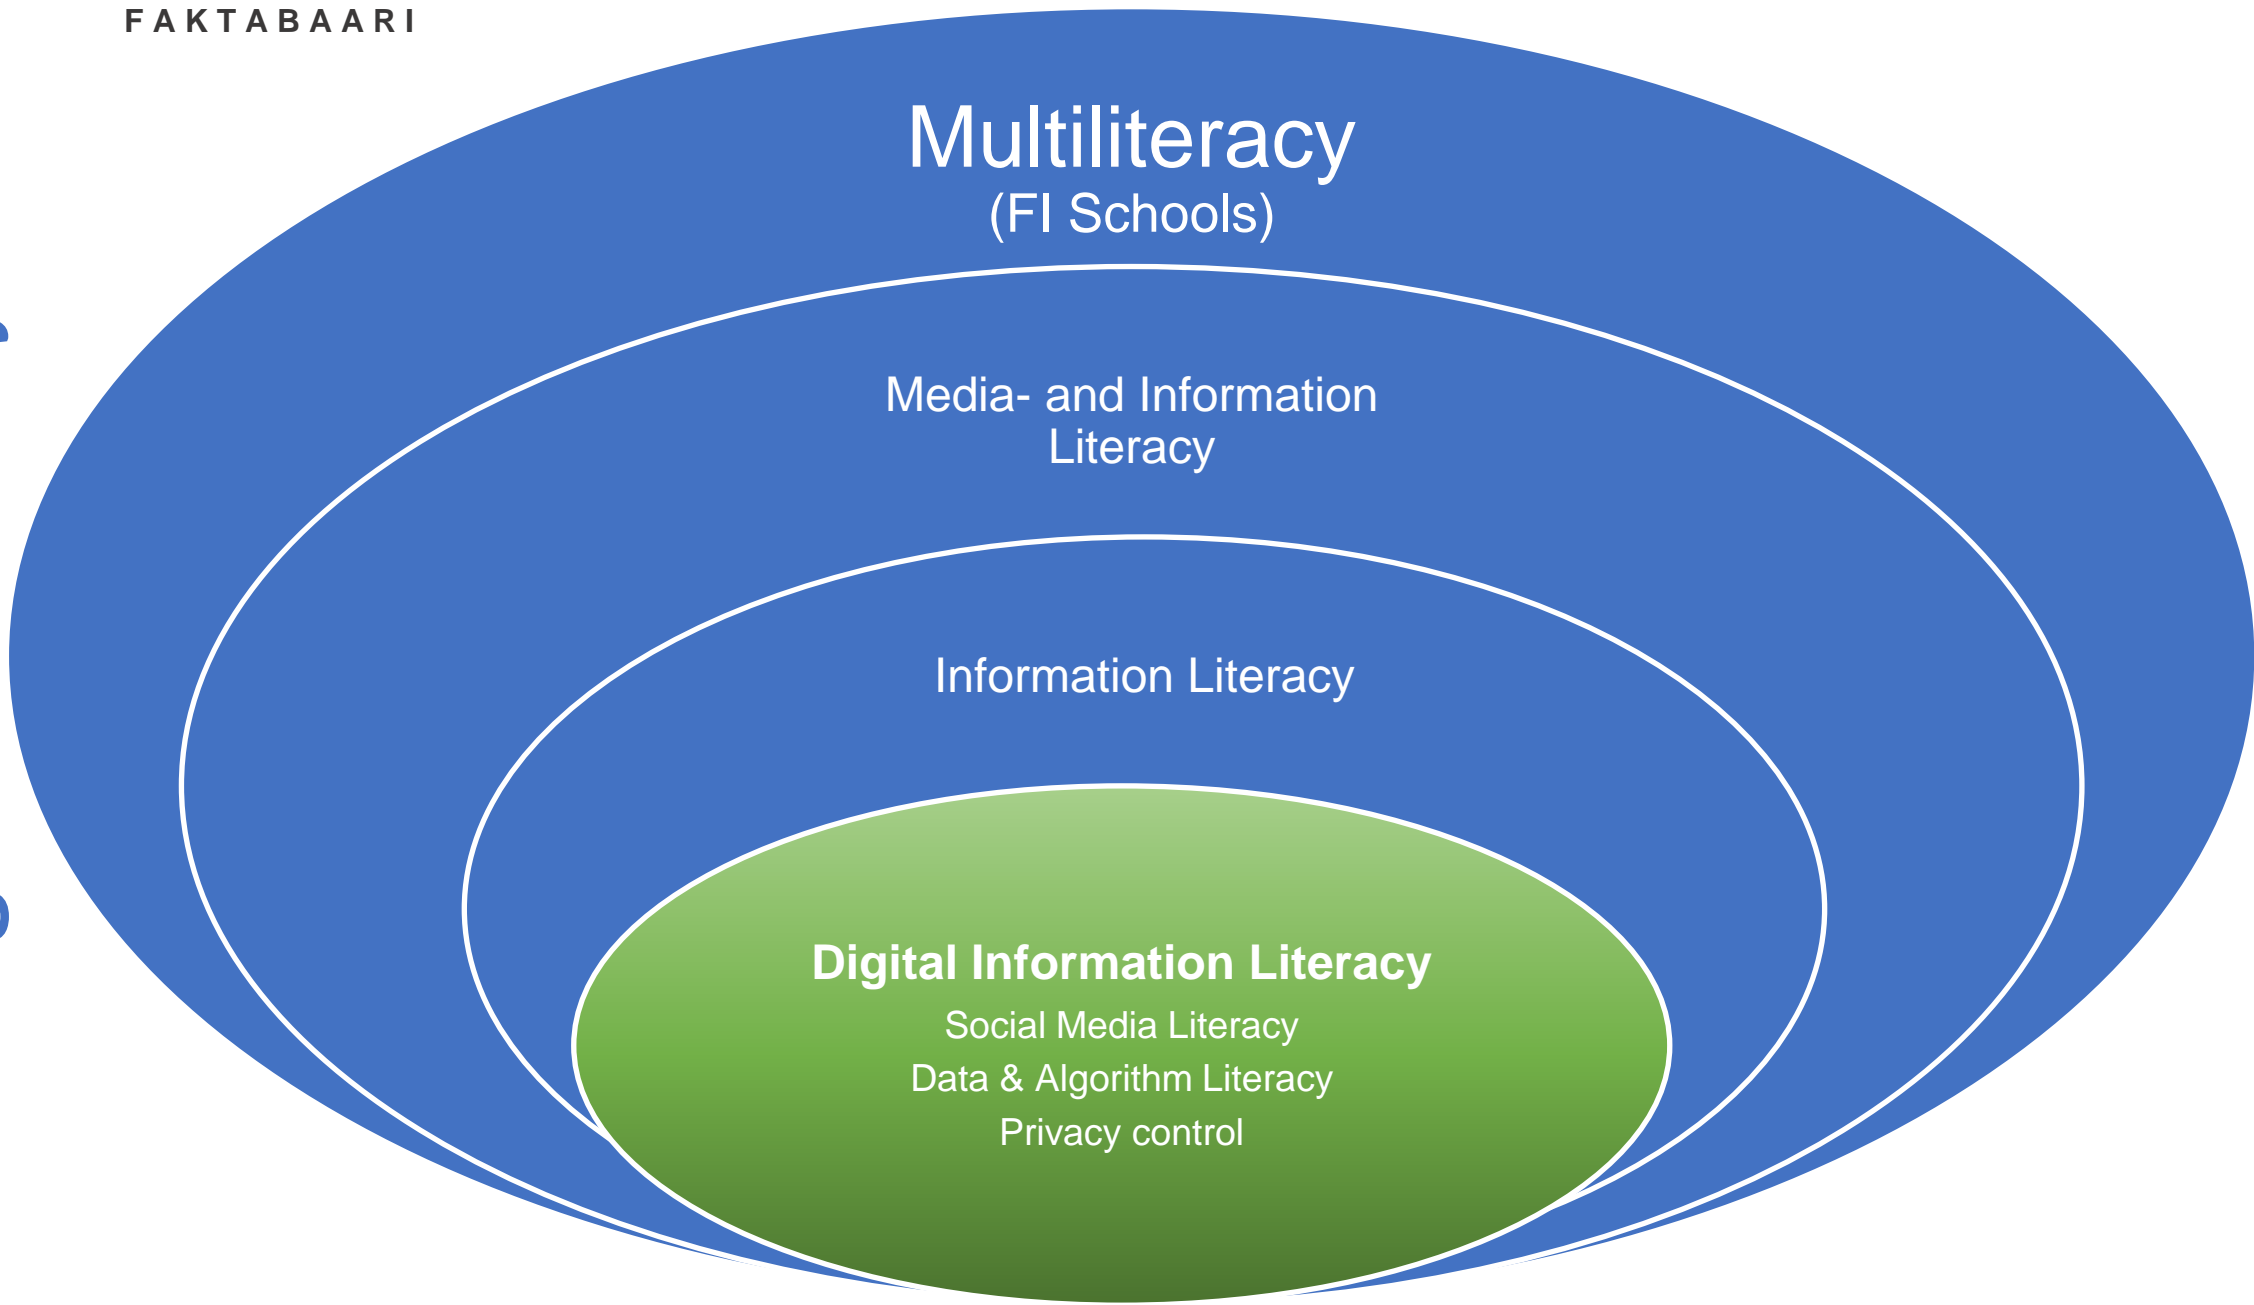 FAKTABAARI
Multiliteracy
(FI Schools)
Media- and Information
Literacy
Information Literacy
Digital Information Literacy
Social Media Literacy
Data & Algorithm Literacy
Privacy control